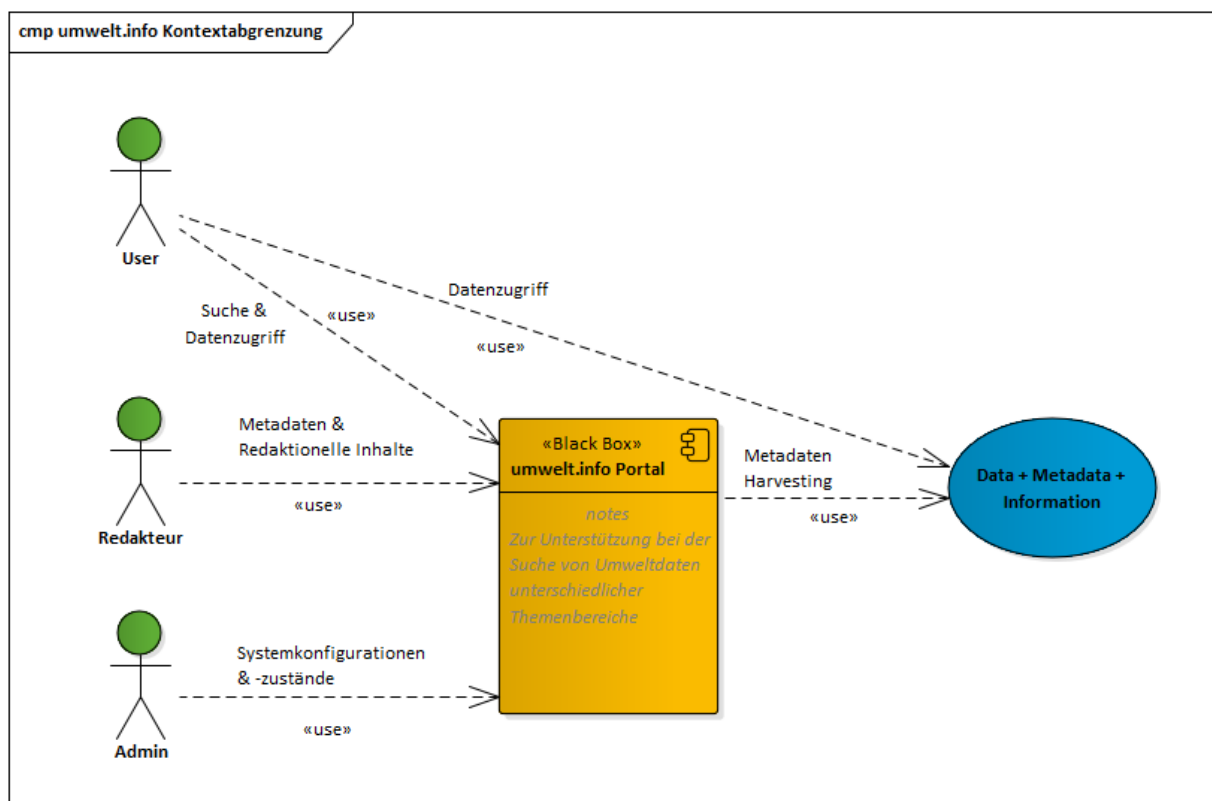 cmp umwelt.info Kontextabgrenzung
User
Datenzugriff
«use»
Suche &
Datenzugriff
«use»
Redakteur
Metadaten &
Redaktionelle Inhalte
«use»
«Black Box»
umwelt.info Portal
notes
Zur Unterstützung bei der
Suche von Umweltdaten
unterschiedlicher
Themenbereiche
Metadaten
Harvesting
«use»
Data + Metadata +
Information
Admin
Systemkonfigurationen
& -zustände
«use»